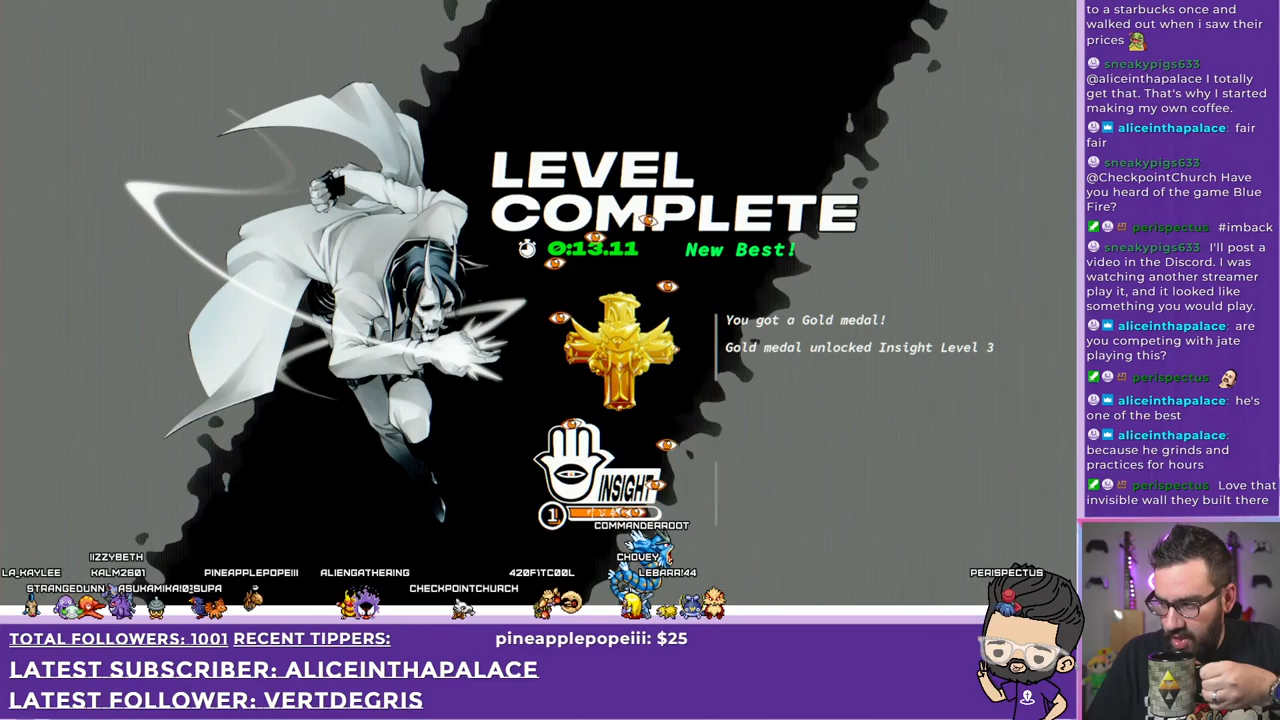 LEVEL
COMPLETE
0:13.11 New Best!
You got a Gold medal!
Gold medal unlocked Insight Level 3
INSIGHT
1
COMMANDERROOT
IIZZYBETH
CHOVEY
LA_KAYLEE KALM2601 PINEAPPLEPOPEIII ALIENGATHERING 420FITC00L LEBARR!44 PERISPECTUS
STRANGEDUNN CHECKPOINTCHURCH
TOTAL FOLLOWERS: 1001 RECENT TIPPERS: pineapplepopeiii: $25
LATEST SUBSCRIBER: ALICEINTHAPALACE
LATEST FOLLOWER: VERTDEGRIS
to a starbucks once and
walked out when i saw their
prices
sneakypigs633
@aliceinthapalace I totally
get that. That's why I started
making my own coffee.
aliceinthapalace: fair
fair
sneakypigs633
@CheckpointChurch Have
you heard of the game Blue
Fire?
perispectus #imback
sneakypigs633 I'll post a
video in the Discord. I was
watching another streamer
play it, and it looked like
something you would play.
aliceinthapalace: are
you competing with jate
playing this?
perispectus
aliceinthapalace: he's
one of the best
aliceinthapalace:
because he grinds and
practices for hours
perispectus Love that
invisible wall they built there